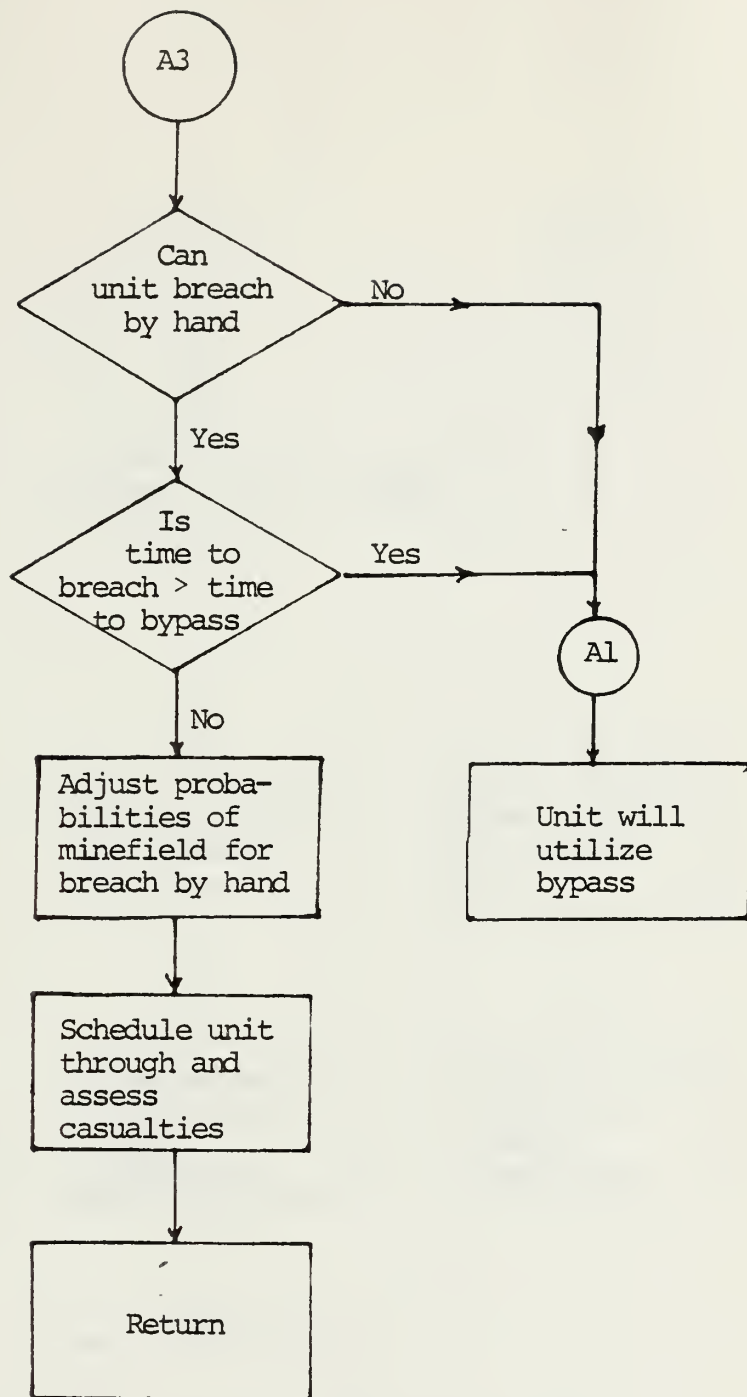 A3
Can
unit breach
by hand
No
Yes
Is
time to
breach > time
to bypass
Yes
A1
No
Adjust proba-
bilities of
minefield for
breach by hand
Unit will
utilize
bypass
Schedule unit
through and
assess
casualties
Return